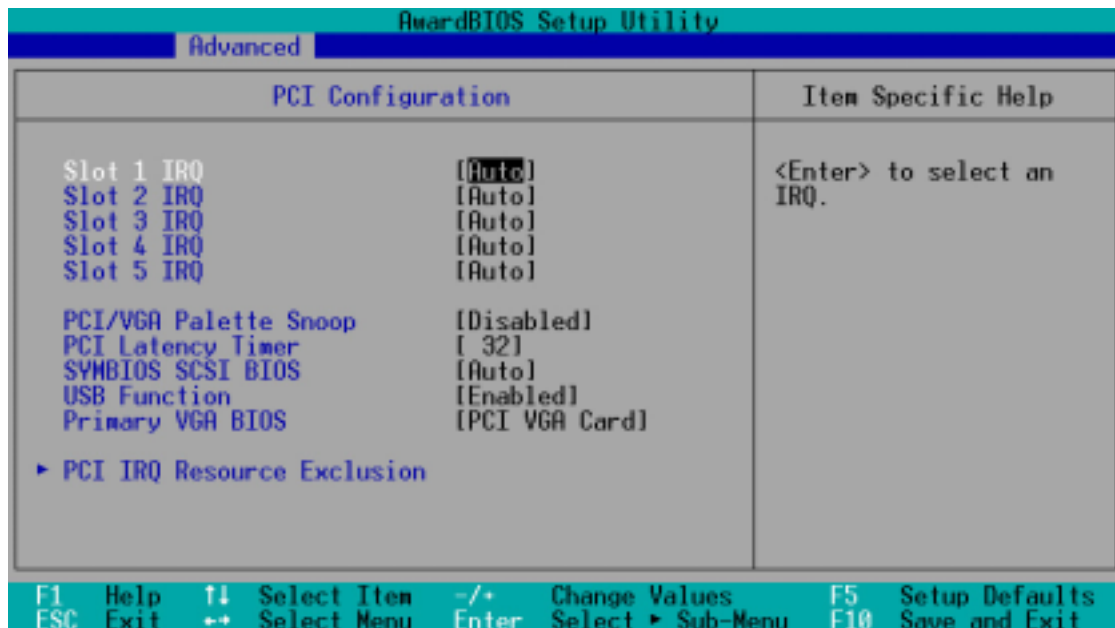 AwardBIOS Setup Utility
Advanced
PCI Configuration
Item Specific Help
Slot 1 IRQ [Auto]
Slot 2 IRQ [Auto]
Slot 3 IRQ [Auto]
Slot 4 IRQ [Auto]
Slot 5 IRQ [Auto]
PCI/VGA Palette Snoop [Disabled]
PCI Latency Timer [ 32]
SYMBIOS SCSI BIOS [Auto]
USB Function [Enabled]
Primary VGA BIOS [PCI VGA Card]
► PCI IRQ Resource Exclusion
<Enter> to select an
IRQ.
F1 Help ↑↓ Select Item -/+ Change Values F5 Setup Defaults
ESC Exit ←→ Select Menu Enter Select ► Sub-Menu F10 Save and Exit